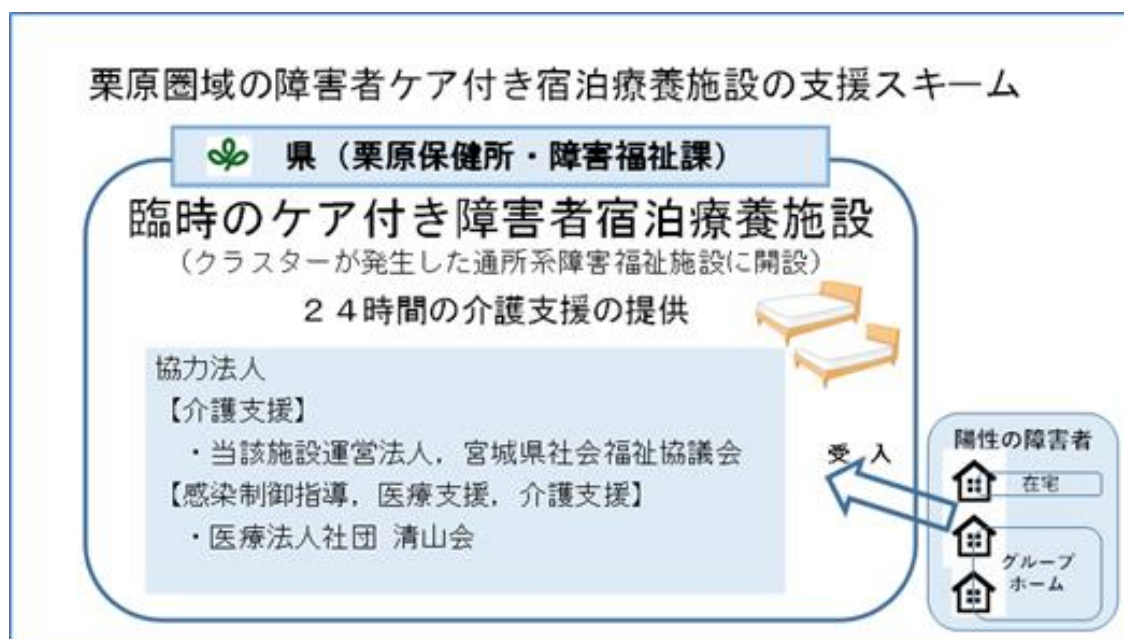 栗原圏域の障害者ケア付き宿泊療養施設の支援スキーム
県（栗原保健所・障害福祉課）
臨時のケア付き障害者宿泊療養施設
（クラスターが発生した通所系障害福祉施設に開設）
２４時間の介護支援の提供
協力法人
【介護支援】
・当該施設運営法人，宮城県社会福祉協議会
【感染制御指導，医療支援，介護支援】
・医療法人社団 清山会
受 入
陽性の障害者
在宅
グループ
ホーム